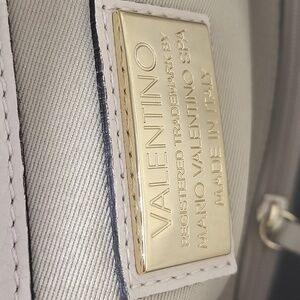 VALENTINO
REGISTERED TRADEMARK BY
MARIO VALENTINO SPA
MADE IN ITALY